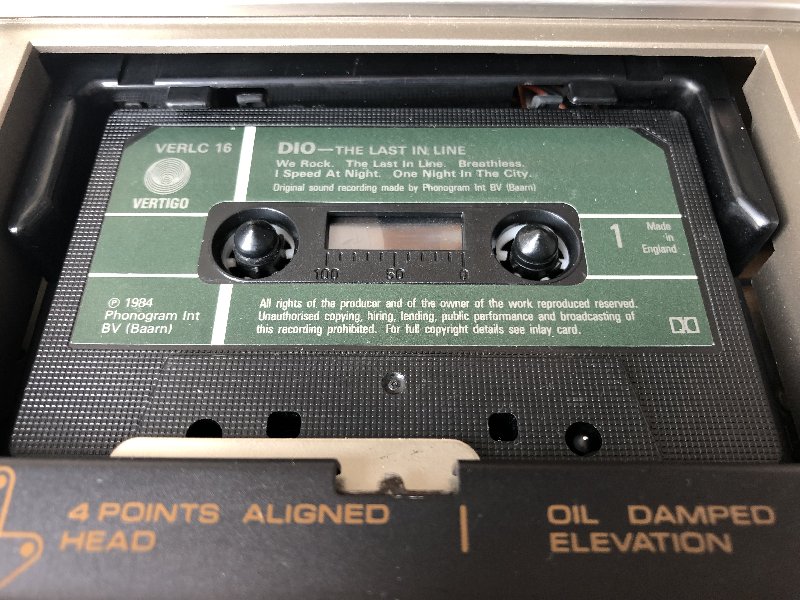 VERLC 16
VERTIGO
DIO—THE LAST IN LINE
We Rock. The Last In Line. Breathless.
I Speed At Night. One Night In The City.
Original sound recording made by Phonogram Int BV (Baarn)
1
Made
in
England
100 50 0
℗ 1984
Phonogram Int
BV (Baarn)
All rights of the producer and of the owner of the work reproduced reserved.
Unauthorised copying, hiring, lending, public performance and broadcasting of
this recording prohibited. For full copyright details see inlay card.
4 POINTS ALIGNED
HEAD
OIL DAMPED
ELEVATION